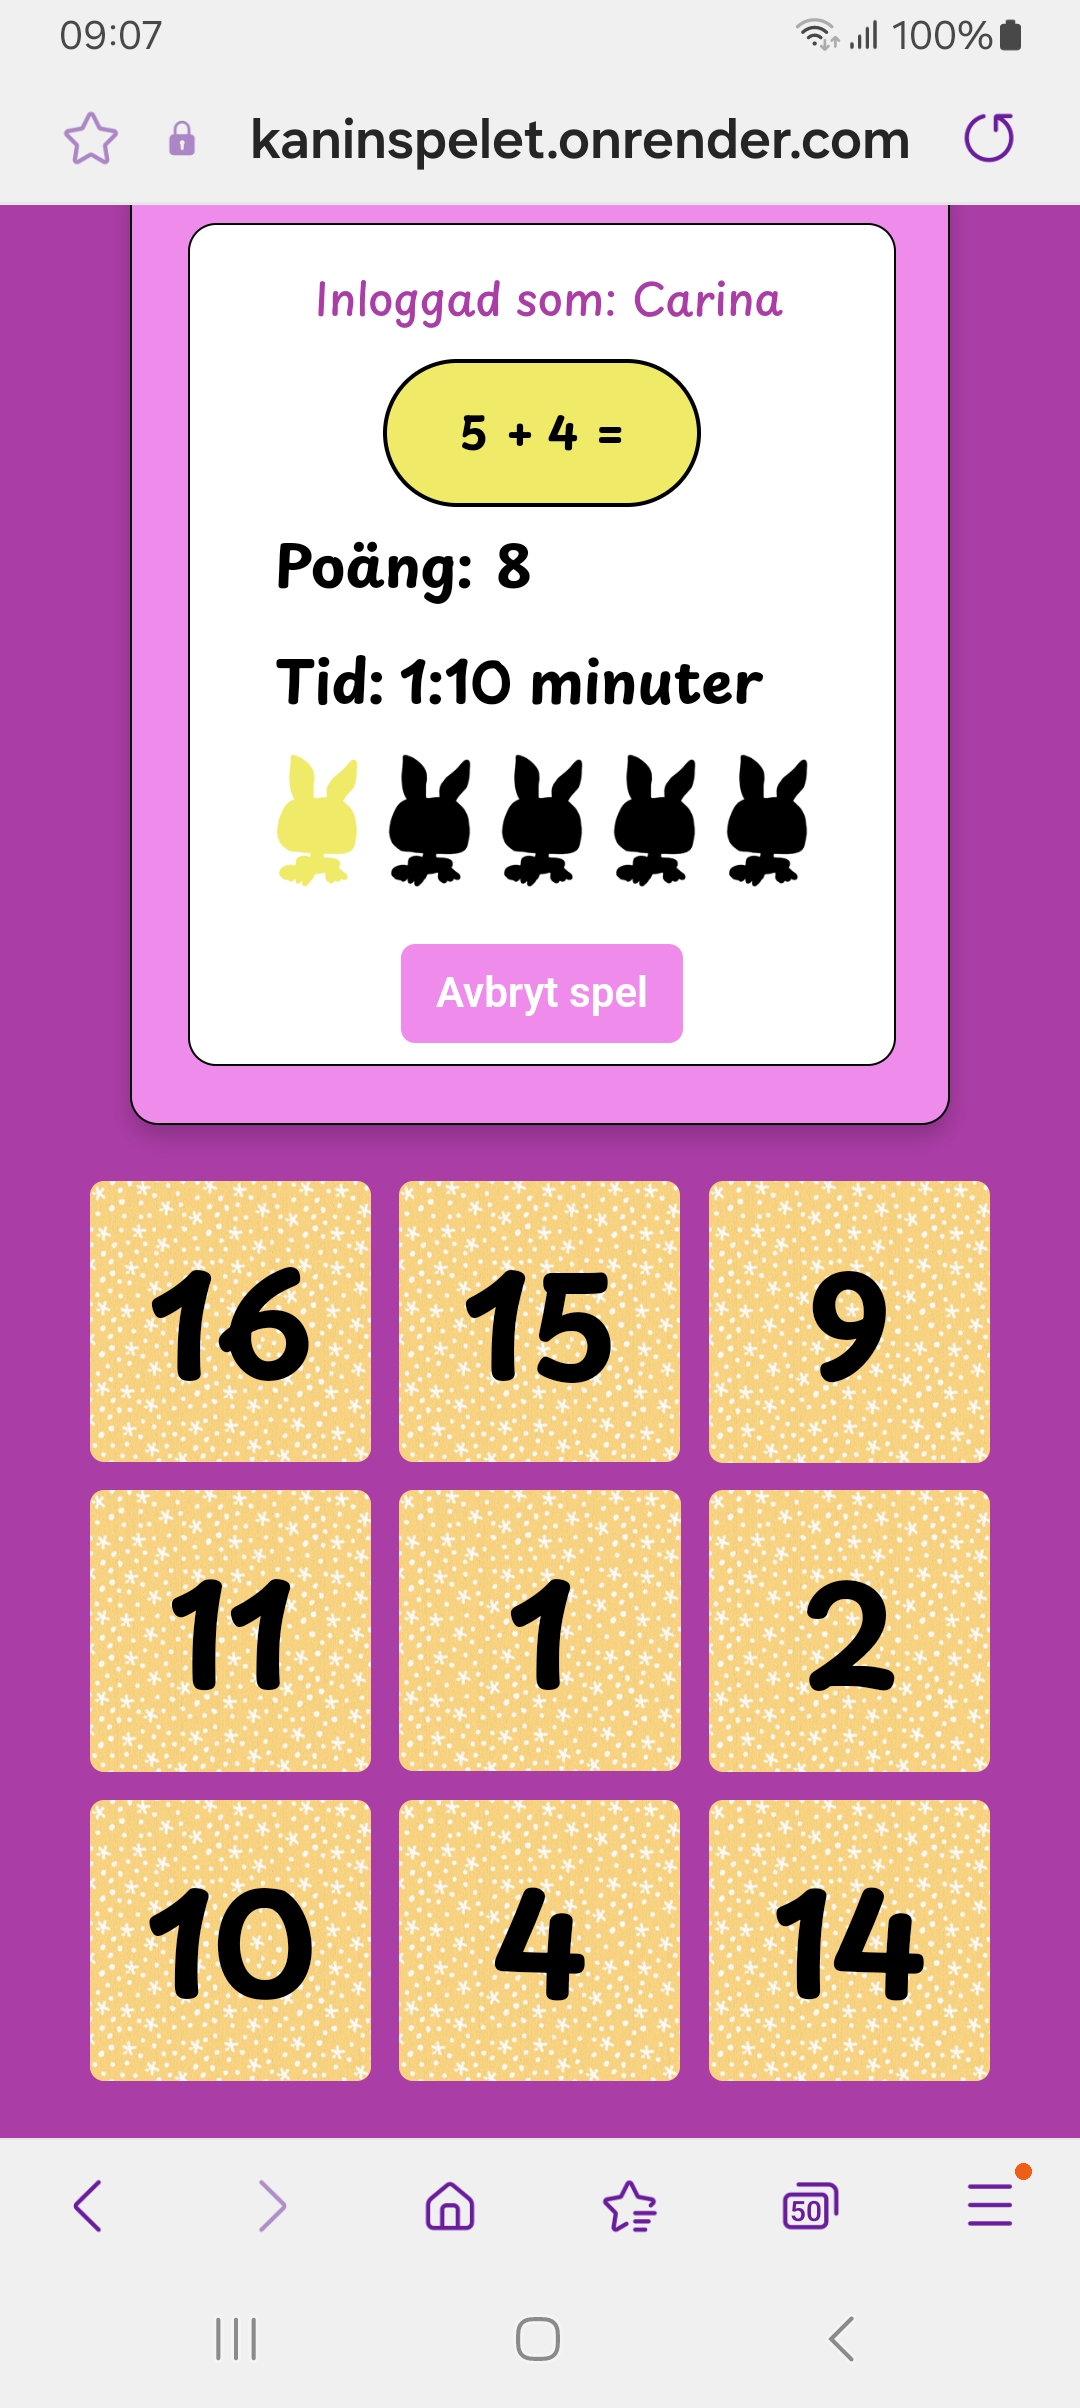 09:07 100%
kaninspelet.onrender.com
Inloggad som: Carina
5 + 4 =
Poäng: 8
Tid: 1:10 minuter
Avbryt spel
16 15 9
11 1 2
10 4 14
50